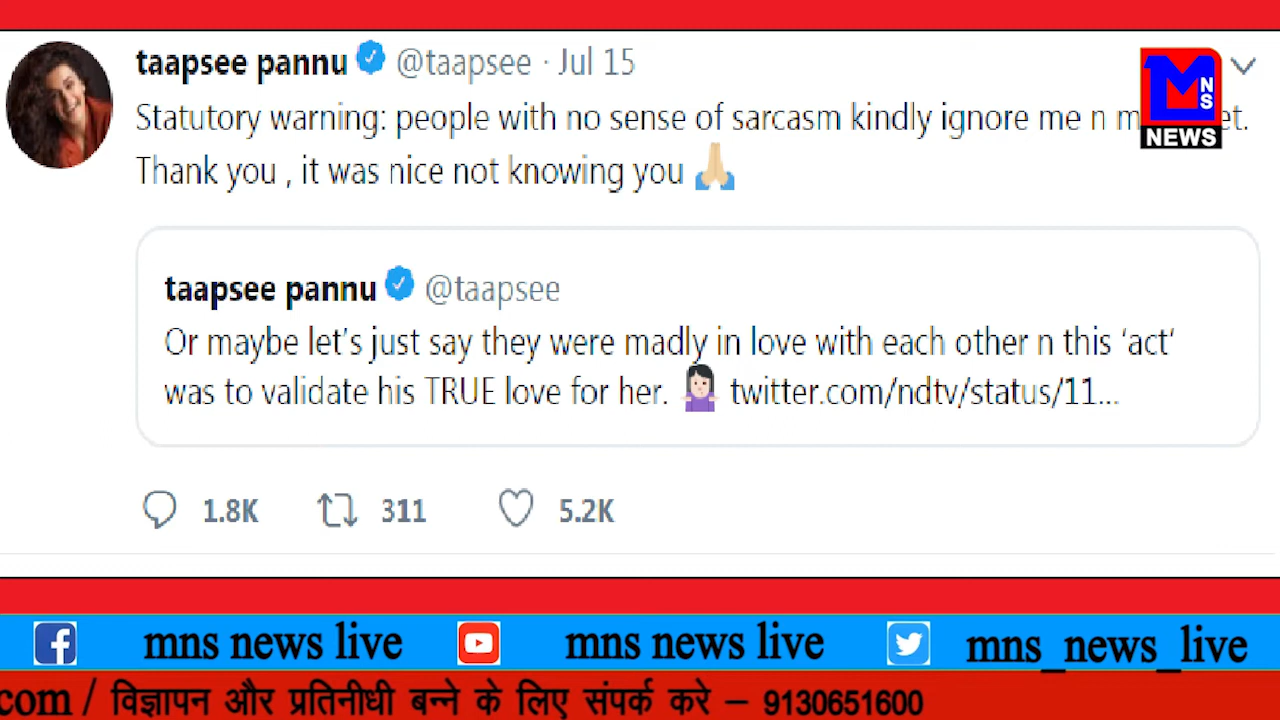 taapsee pannu @taapsee · Jul 15
Statutory warning: people with no sense of sarcasm kindly ignore me n
Thank you , it was nice not knowing you
MNS
NEWS
taapsee pannu @taapsee
Or maybe let's just say they were madly in love with each other n this ‘act‘
was to validate his TRUE love for her. twitter.com/ndtv/status/11...
1.8K 311 5.2K
mns news live mns news live mns_news_live
com / विज्ञापन और प्रतिनीधी बन्ने के लिए संपर्क करे – 9130651600